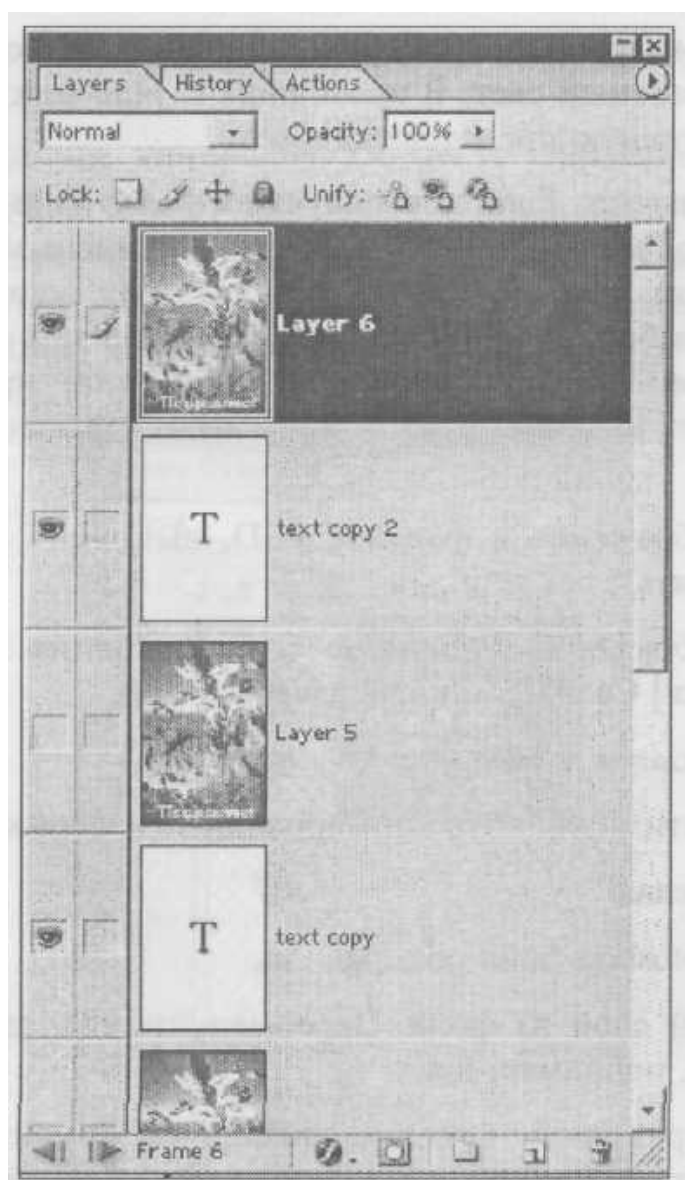 Layers History Actions
Normal Opacity: 100%
Lock: Unify:
Layer 6
T text copy 2
Layer 5
T text copy
Frame 6